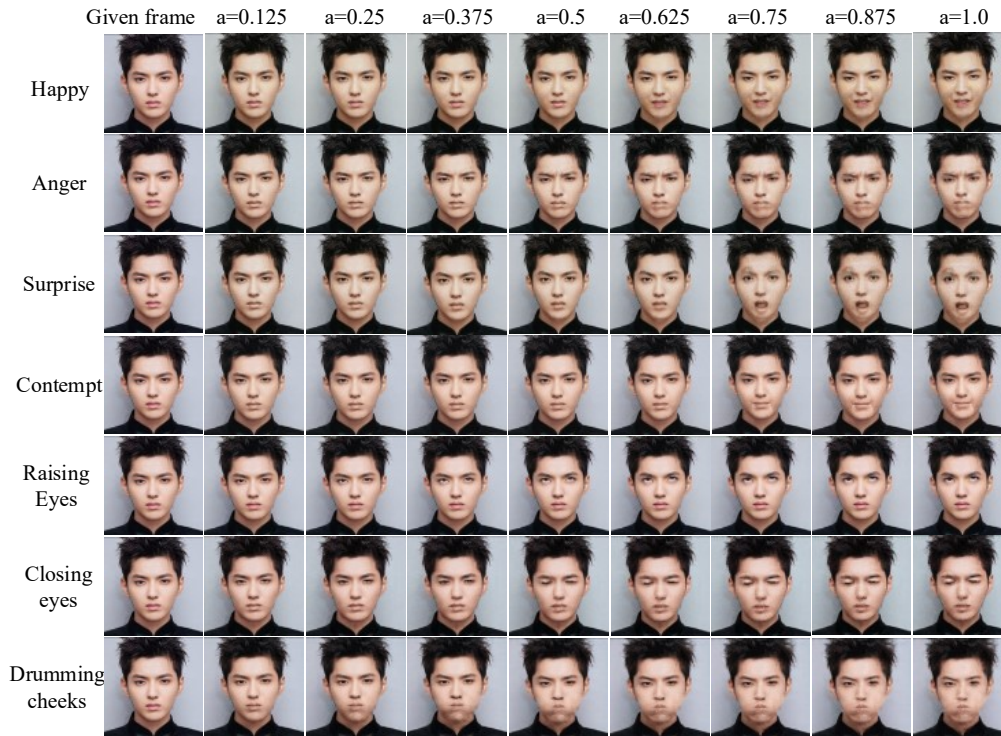 Given frame a=0.125 a=0.25 a=0.375 a=0.5 a=0.625 a=0.75 a=0.875 a=1.0
Happy
Anger
Surprise
Contempt
Raising
Eyes
Closing
eyes
Drumming
cheeks